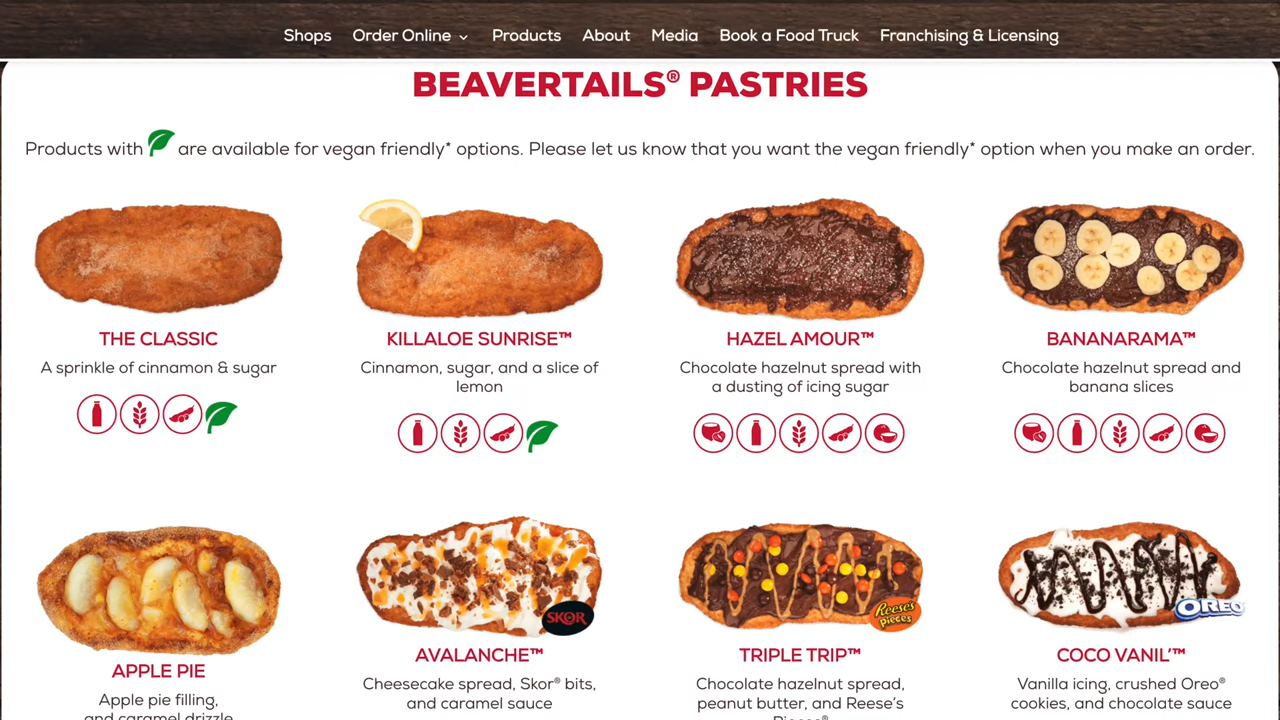 Shops Order Online Products About Media Book a Food Truck Franchising & Licensing
BEAVERTAILS® PASTRIES
Products with are available for vegan friendly* options. Please let us know that you want the vegan friendly* option when you make an order.
THE CLASSIC
A sprinkle of cinnamon & sugar
KILLALOE SUNRISE™
Cinnamon, sugar, and a slice of
lemon
HAZEL AMOUR™
Chocolate hazelnut spread with
a dusting of icing sugar
BANANARAMA™
Chocolate hazelnut spread and
banana slices
APPLE PIE
Apple pie filling,
and caramel drizzle
SKOR
AVALANCHE™
Cheesecake spread, Skor® bits,
and caramel sauce
Reese's
Pieces
TRIPLE TRIP™
Chocolate hazelnut spread,
peanut butter, and Reese's
Pieces®
OREO
COCO VANIL'™
Vanilla icing, crushed Oreo®
cookies, and chocolate sauce